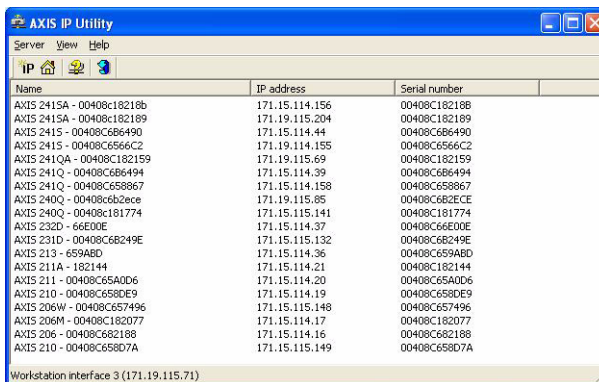 AXIS IP Utility
Server View Help
IP
Name IP address Serial number
AXIS 241SA - 00408c18218b 171.15.114.156 00408C18218B
AXIS 241SA - 00408c182189 171.19.115.204 00408C182189
AXIS 241S - 00408C6B6490 171.15.114.44 00408C6B6490
AXIS 241S - 00408C6566C2 171.19.114.155 00408C6566C2
AXIS 241QA - 00408C182159 171.19.115.69 00408C182159
AXIS 241Q - 00408C6B6494 171.15.114.39 00408C6B6494
AXIS 241Q - 00408C658867 171.15.114.158 00408C658867
AXIS 240Q - 00408c6b2ece 171.19.115.85 00408C6B2ECE
AXIS 240Q - 00408c181774 171.15.115.141 00408C181774
AXIS 232D - 66E00E 171.15.114.37 00408C66E00E
AXIS 231D - 00408C6B249E 171.15.115.132 00408C6B249E
AXIS 213 - 659ABD 171.15.114.36 00408C659ABD
AXIS 211A - 182144 171.15.114.21 00408C182144
AXIS 211 - 00408C65A0D6 171.15.114.20 00408C65A0D6
AXIS 210 - 00408C658DE9 171.15.114.19 00408C658DE9
AXIS 206W - 00408C657496 171.15.115.148 00408C657496
AXIS 206M - 00408C182077 171.15.114.17 00408C182077
AXIS 206 - 00408C682188 171.15.114.16 00408C682188
AXIS 210 - 00408C658D7A 171.15.115.149 00408C658D7A
Workstation interface 3 (171.19.115.71)